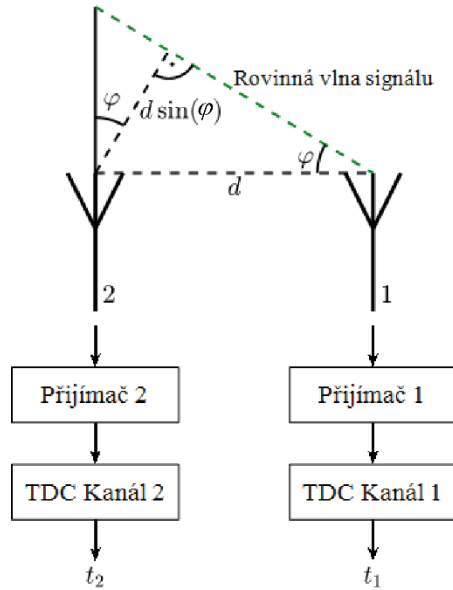 Rovinná vlna signálu
φ
d sin(φ)
φ
d
2
1
Přijímač 2
Přijímač 1
TDC Kanál 2
TDC Kanál 1
t₂
t₁